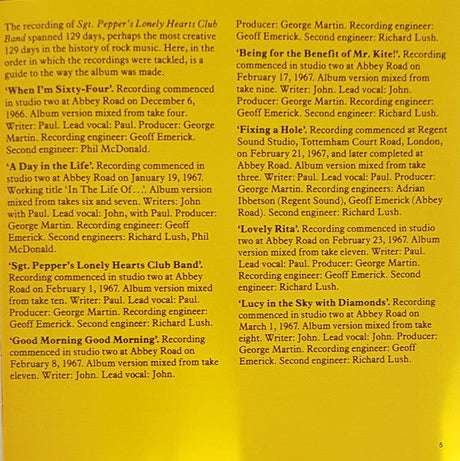 The recording of Sgt. Pepper's Lonely Hearts Club
Band spanned 129 days, perhaps the most creative
129 days in the history of rock music. Here, in the
order in which the recordings were tackled, is a
guide to the way the album was made.
'When I'm Sixty-Four'. Recording commenced
in studio two at Abbey Road on December 6,
1966. Album version mixed from take four.
Writer: Paul. Lead vocal: Paul. Producer: George
Martin. Recording engineer: Geoff Emerick.
Second engineer: Phil McDonald.
'A Day in the Life'. Recording commenced in
studio two at Abbey Road on January 19, 1967.
Working title 'In The Life Of...'. Album version
mixed from takes six and seven. Writers: John
with Paul. Lead vocal: John, with Paul. Producer:
George Martin. Recording engineer: Geoff
Emerick. Second engineers: Richard Lush, Phil
McDonald.
'Sgt. Pepper's Lonely Hearts Club Band'.
Recording commenced in studio two at Abbey
Road on February 1, 1967. Album version mixed
from take ten. Writer: Paul. Lead vocal: Paul.
Producer: George Martin. Recording engineer:
Geoff Emerick. Second engineer: Richard Lush.
'Good Morning Good Morning'. Recording
commenced in studio two at Abbey Road on
February 8, 1967. Album version mixed from take
eleven. Writer: John. Lead vocal: John.
Producer: George Martin. Recording engineer:
Geoff Emerick. Second engineer: Richard Lush.
'Being for the Benefit of Mr. Kite!'. Recording
commenced in studio two at Abbey Road on
February 17, 1967. Album version mixed from
take nine. Writer: John. Lead vocal: John.
Producer: George Martin. Recording engineer:
Geoff Emerick. Second engineer: Richard Lush.
'Fixing a Hole'. Recording commenced at Regent
Sound Studio, Tottenham Court Road, London,
on February 21, 1967, and later completed at
Abbey Road. Album version mixed from take
three. Writer: Paul. Lead vocal: Paul. Producer:
George Martin. Recording engineers: Adrian
Ibbetson (Regent Sound), Geoff Emerick (Abbey
Road). Second engineer: Richard Lush.
'Lovely Rita'. Recording commenced in studio
two at Abbey Road on February 23, 1967. Album
version mixed from take eleven. Writer: Paul.
Lead vocal: Paul. Producer: George Martin.
Recording engineer: Geoff Emerick. Second
engineer: Richard Lush.
'Lucy in the Sky with Diamonds'. Recording
commenced in studio two at Abbey Road on
March 1, 1967. Album version mixed from take
eight. Writer: John. Lead vocal: John. Producer:
George Martin. Recording engineer: Geoff
Emerick. Second engineer: Richard Lush.
5